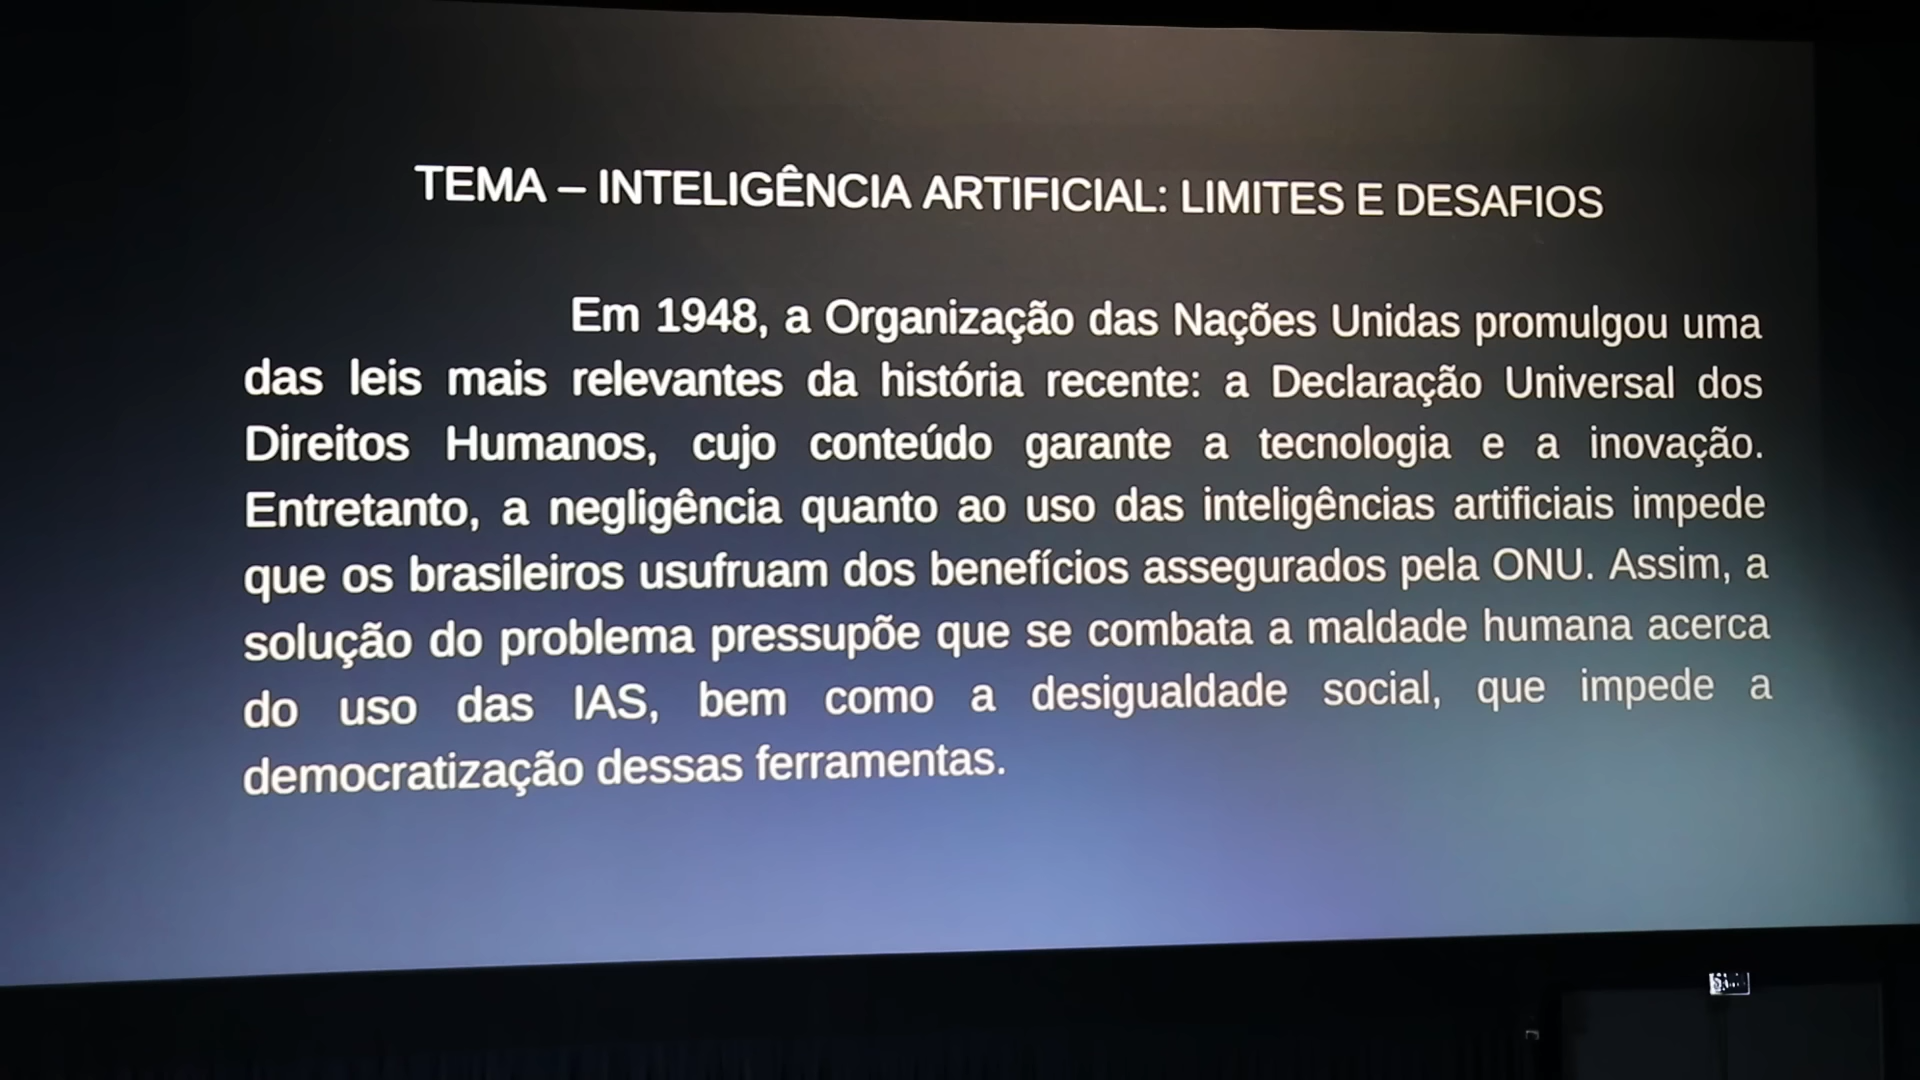 TEMA – INTELIGÊNCIA ARTIFICIAL: LIMITES E DESAFIOS
Em 1948, a Organização das Nações Unidas promulgou uma
das leis mais relevantes da história recente: a Declaração Universal dos
Direitos Humanos, cujo conteúdo garante a tecnologia e a inovação.
Entretanto, a negligência quanto ao uso das inteligências artificiais impede
que os brasileiros usufruam dos benefícios assegurados pela ONU. Assim, a
solução do problema pressupõe que se combata a maldade humana acerca
do uso das IAS, bem como a desigualdade social, que impede a
democratização dessas ferramentas.